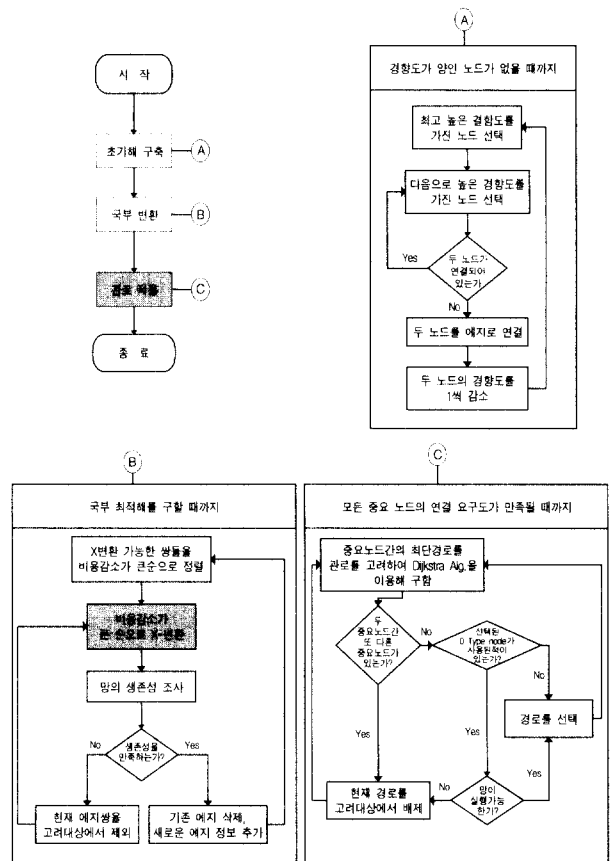 시 작
초기해 구축
A
국부 변환
B
C
종 료
A
경향도가 양인 노드가 없을 때까지
최고 높은 결함도를
가진 노드 선택
다음으로 높은 경향도를
가진 노드 선택
Yes
두 노드가
연결되어
있는가
No
두 노드를 에지로 연결
두 노드의 경향도를
1씩 감소
B
국부 최적해를 구할 때까지
X변환 가능한 쌍들을
비용감소가 큰순으로 정렬
비용감소가
큰 순으로 X-변환
망의 생존성 조사
No
생존성을
만족하는가?
Yes
현재 에지쌍을
고려대상에서 제외
기존 에지 삭제,
새로운 에지 정보 추가
C
모든 중요 노드의 연결 요구도가 만족될 때까지
중요노드간의 최단경로를
관로를 고려하여 Dijkstra Alg.을
이용해 구함
두
중요노드간
또 다른
중요노드가
있는가?
No
선택된
0 Type node가
사용된적이
있는가?
No
경로를 선택
Yes
Yes
Yes
현재 경로를
고려대상에서 배제
No
망이
실행가능
한가?